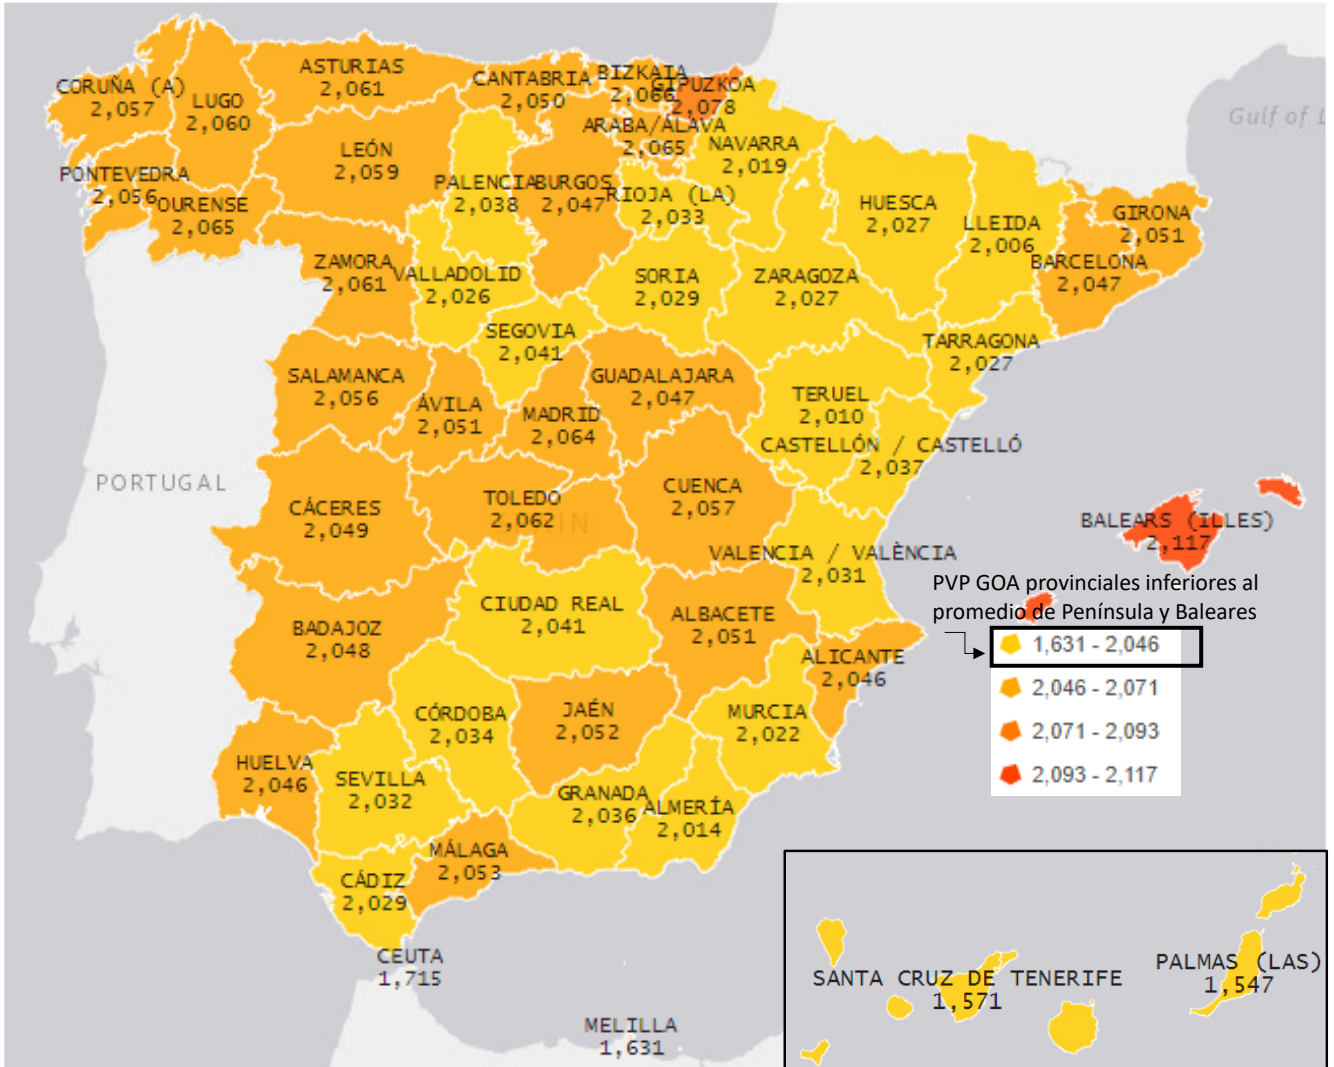 Gulf of L
ASTURIAS
2,061
CANTABRIA
2,050
BIZKAIA
2,066
GIPUZKOA
2,078
CORUÑA (A)
2,057
LUGO
2,060
ARABA/ÁLAVA
2,065
NAVARRA
2,019
LEÓN
2,059
PONTEVEDRA
2,056
OURENSE
2,065
PALENCIA
2,038
BURGOS
2,047
RIOJA (LA)
2,033
HUESCA
2,027
LLEIDA
2,006
GIRONA
2,051
BARCELONA
2,047
ZAMORA
2,061
VALLADOLID
2,026
SORIA
2,029
ZARAGOZA
2,027
SEGOVIA
2,041
TARRAGONA
2,027
SALAMANCA
2,056
ÁVILA
2,051
MADRID
2,064
GUADALAJARA
2,047
TERUEL
2,010
CASTELLÓN / CASTELLÓ
2,037
PORTUGAL
CÁCERES
2,049
TOLEDO
2,062
CUENCA
2,057
BALEARS (ILLES)
2,117
VALENCIA / VALÈNCIA
2,031
PVP GOA provinciales inferiores al
promedio de Península y Baleares
1,631 - 2,046
2,046 - 2,071
2,071 - 2,093
2,093 - 2,117
BADAJOZ
2,048
CIUDAD REAL
2,041
ALBACETE
2,051
ALICANTE
2,046
CÓRDOBA
2,034
JAÉN
2,052
MURCIA
2,022
HUELVA
2,046
SEVILLA
2,032
GRANADA
2,036
ALMERÍA
2,014
MÁLAGA
2,053
CÁDIZ
2,029
CEUTA
1,715
MELILLA
1,631
SANTA CRUZ DE TENERIFE
1,571
PALMAS (LAS)
1,547